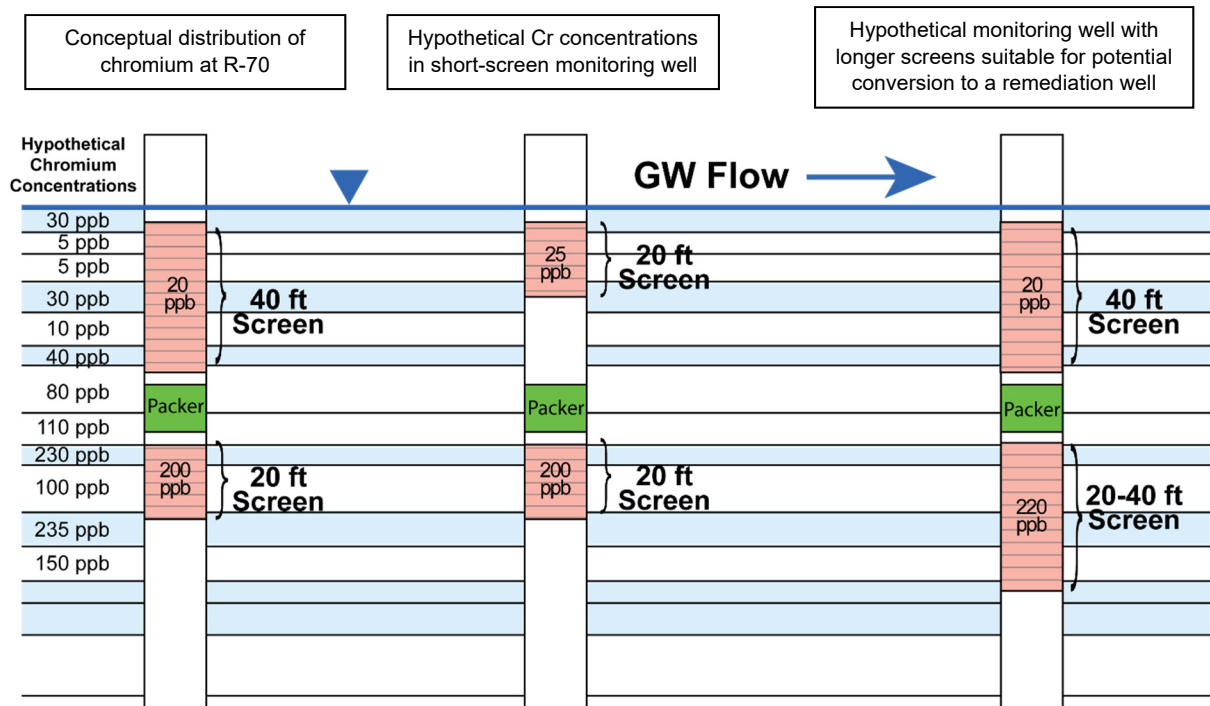 Conceptual distribution of
chromium at R-70
Hypothetical Cr concentrations
in short-screen monitoring well
Hypothetical monitoring well with
longer screens suitable for potential
conversion to a remediation well
Hypothetical
Chromium
Concentrations
GW Flow
30 ppb
5 ppb
5 ppb
30 ppb
10 ppb
40 ppb
80 ppb
110 ppb
230 ppb
100 ppb
235 ppb
150 ppb
20
ppb
40 ft
Screen
Packer
200
ppb
20 ft
Screen
25
ppb
20 ft
Screen
Packer
200
ppb
20 ft
Screen
20
ppb
40 ft
Screen
Packer
220
ppb
20-40 ft
Screen